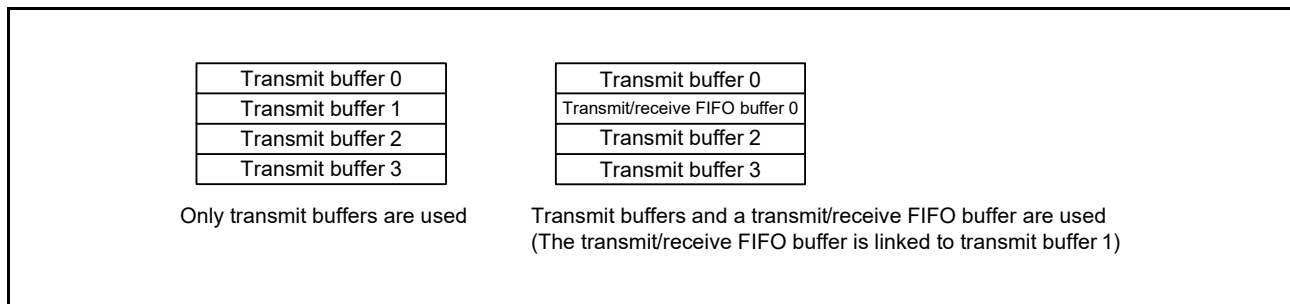 Transmit buffer 0
Transmit buffer 1
Transmit buffer 2
Transmit buffer 3
Only transmit buffers are used
Transmit buffer 0
Transmit/receive FIFO buffer 0
Transmit buffer 2
Transmit buffer 3
Transmit buffers and a transmit/receive FIFO buffer are used
(The transmit/receive FIFO buffer is linked to transmit buffer 1)